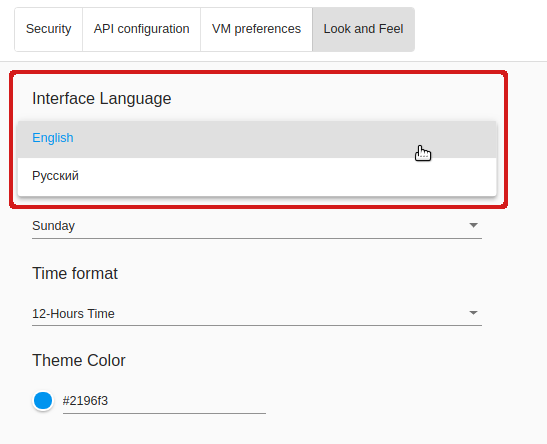 Security API configuration VM preferences Look and Feel
Interface Language
English
Русский
Sunday
Time format
12-Hours Time
Theme Color
#2196f3